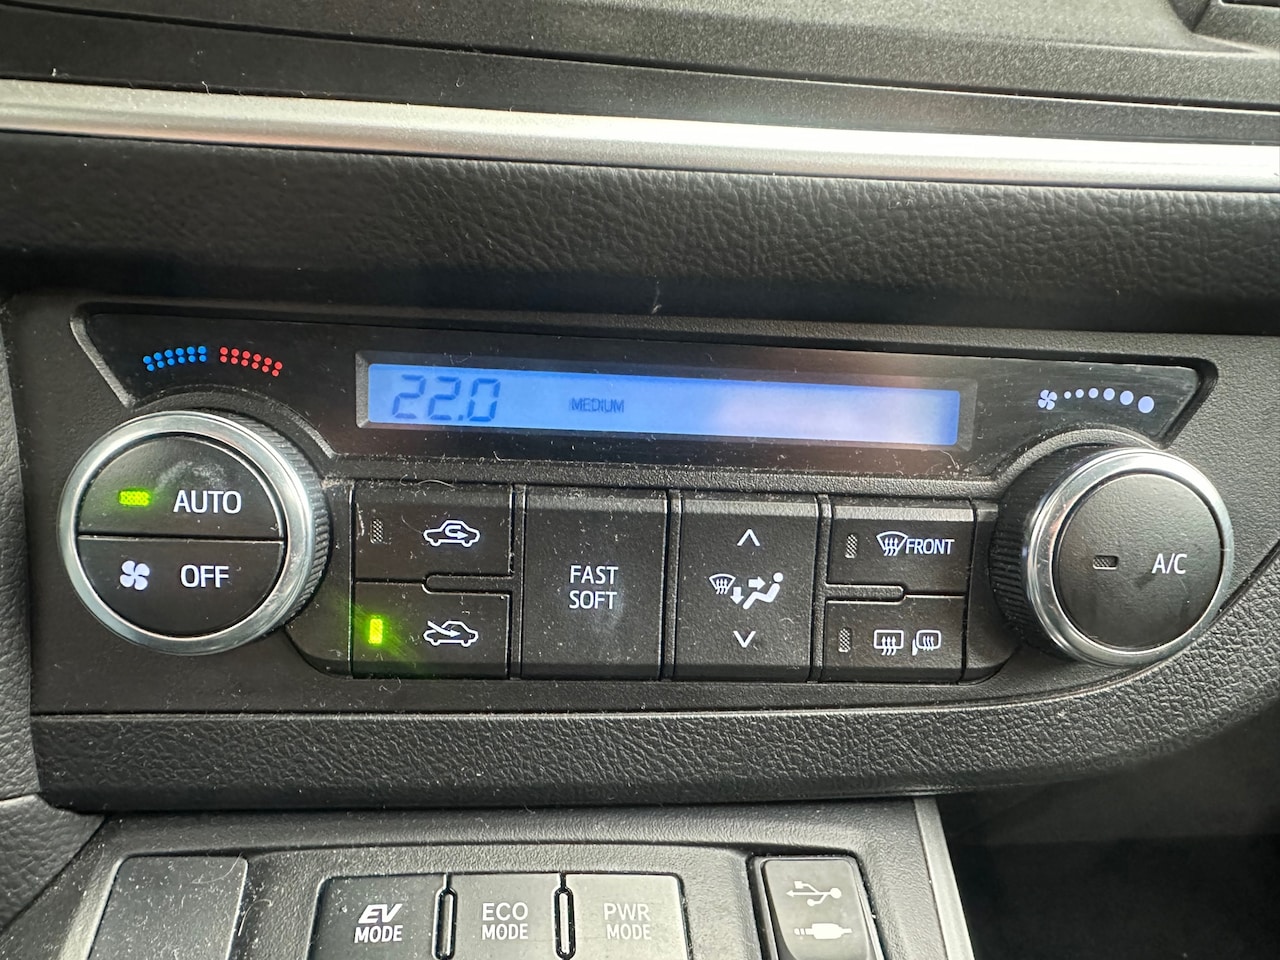 22.0
MEDIUM
AUTO
OFF
FAST
SOFT
FRONT
A/C
EV
MODE
ECO
MODE
PWR
MODE